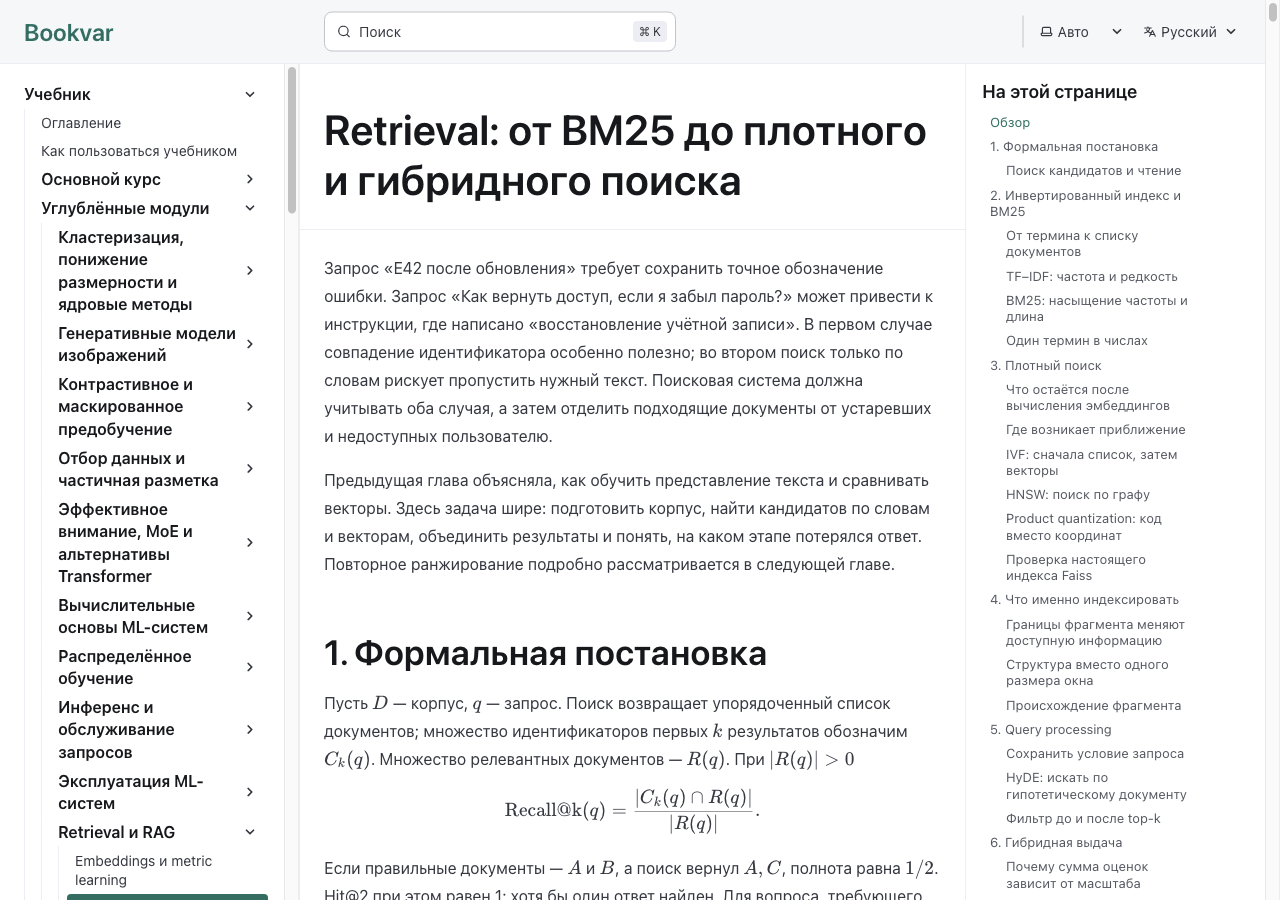 Bookvar
Поиск
⌘ K
Авто
Русский
Учебник
Оглавление
Как пользоваться учебником
Основной курс
Углублённые модули
Кластеризация,
понижение
размерности и
ядровые методы
Генеративные модели
изображений
Контрастивное и
маскированное
предобучение
Отбор данных и
частичная разметка
Эффективное
внимание, MoE и
альтернативы
Transformer
Вычислительные
основы ML-систем
Распределённое
обучение
Инференс и
обслуживание
запросов
Эксплуатация ML-
систем
Retrieval и RAG
Embeddings и metric
learning
Retrieval: от BM25 до плотного
и гибридного поиска
Запрос «E42 после обновления» требует сохранить точное обозначение
ошибки. Запрос «Как вернуть доступ, если я забыл пароль?» может привести к
инструкции, где написано «восстановление учётной записи». В первом случае
совпадение идентификатора особенно полезно; во втором поиск только по
словам рискует пропустить нужный текст. Поисковая система должна
учитывать оба случая, а затем отделить подходящие документы от устаревших
и недоступных пользователю.
Предыдущая глава объясняла, как обучить представление текста и сравнивать
векторы. Здесь задача шире: подготовить корпус, найти кандидатов по словам
и векторам, объединить результаты и понять, на каком этапе потерялся ответ.
Повторное ранжирование подробно рассматривается в следующей главе.
1. Формальная постановка
Пусть D — корпус, q — запрос. Поиск возвращает упорядоченный список
документов; множество идентификаторов первых k результатов обозначим
C_k(q). Множество релевантных документов — R(q). При |R(q)| > 0
Recall@k(q) = |C_k(q) ∩ R(q)| / |R(q)|.
Если правильные документы — A и B, а поиск вернул A, C, полнота равна 1/2.
Hit@2 при этом равен 1: хотя бы один ответ найден. Для вопроса, требующего
На этой странице
Обзор
1. Формальная постановка
Поиск кандидатов и чтение
2. Инвертированный индекс и
BM25
От термина к списку
документов
TF–IDF: частота и редкость
BM25: насыщение частоты и
длина
Один термин в числах
3. Плотный поиск
Что остаётся после
вычисления эмбеддингов
Где возникает приближение
IVF: сначала список, затем
векторы
HNSW: поиск по графу
Product quantization: код
вместо координат
Проверка настоящего
индекса Faiss
4. Что именно индексировать
Границы фрагмента меняют
доступную информацию
Структура вместо одного
размера окна
Происхождение фрагмента
5. Query processing
Сохранить условие запроса
HyDE: искать по
гипотетическому документу
Фильтр до и после top-k
6. Гибридная выдача
Почему сумма оценок
зависит от масштаба